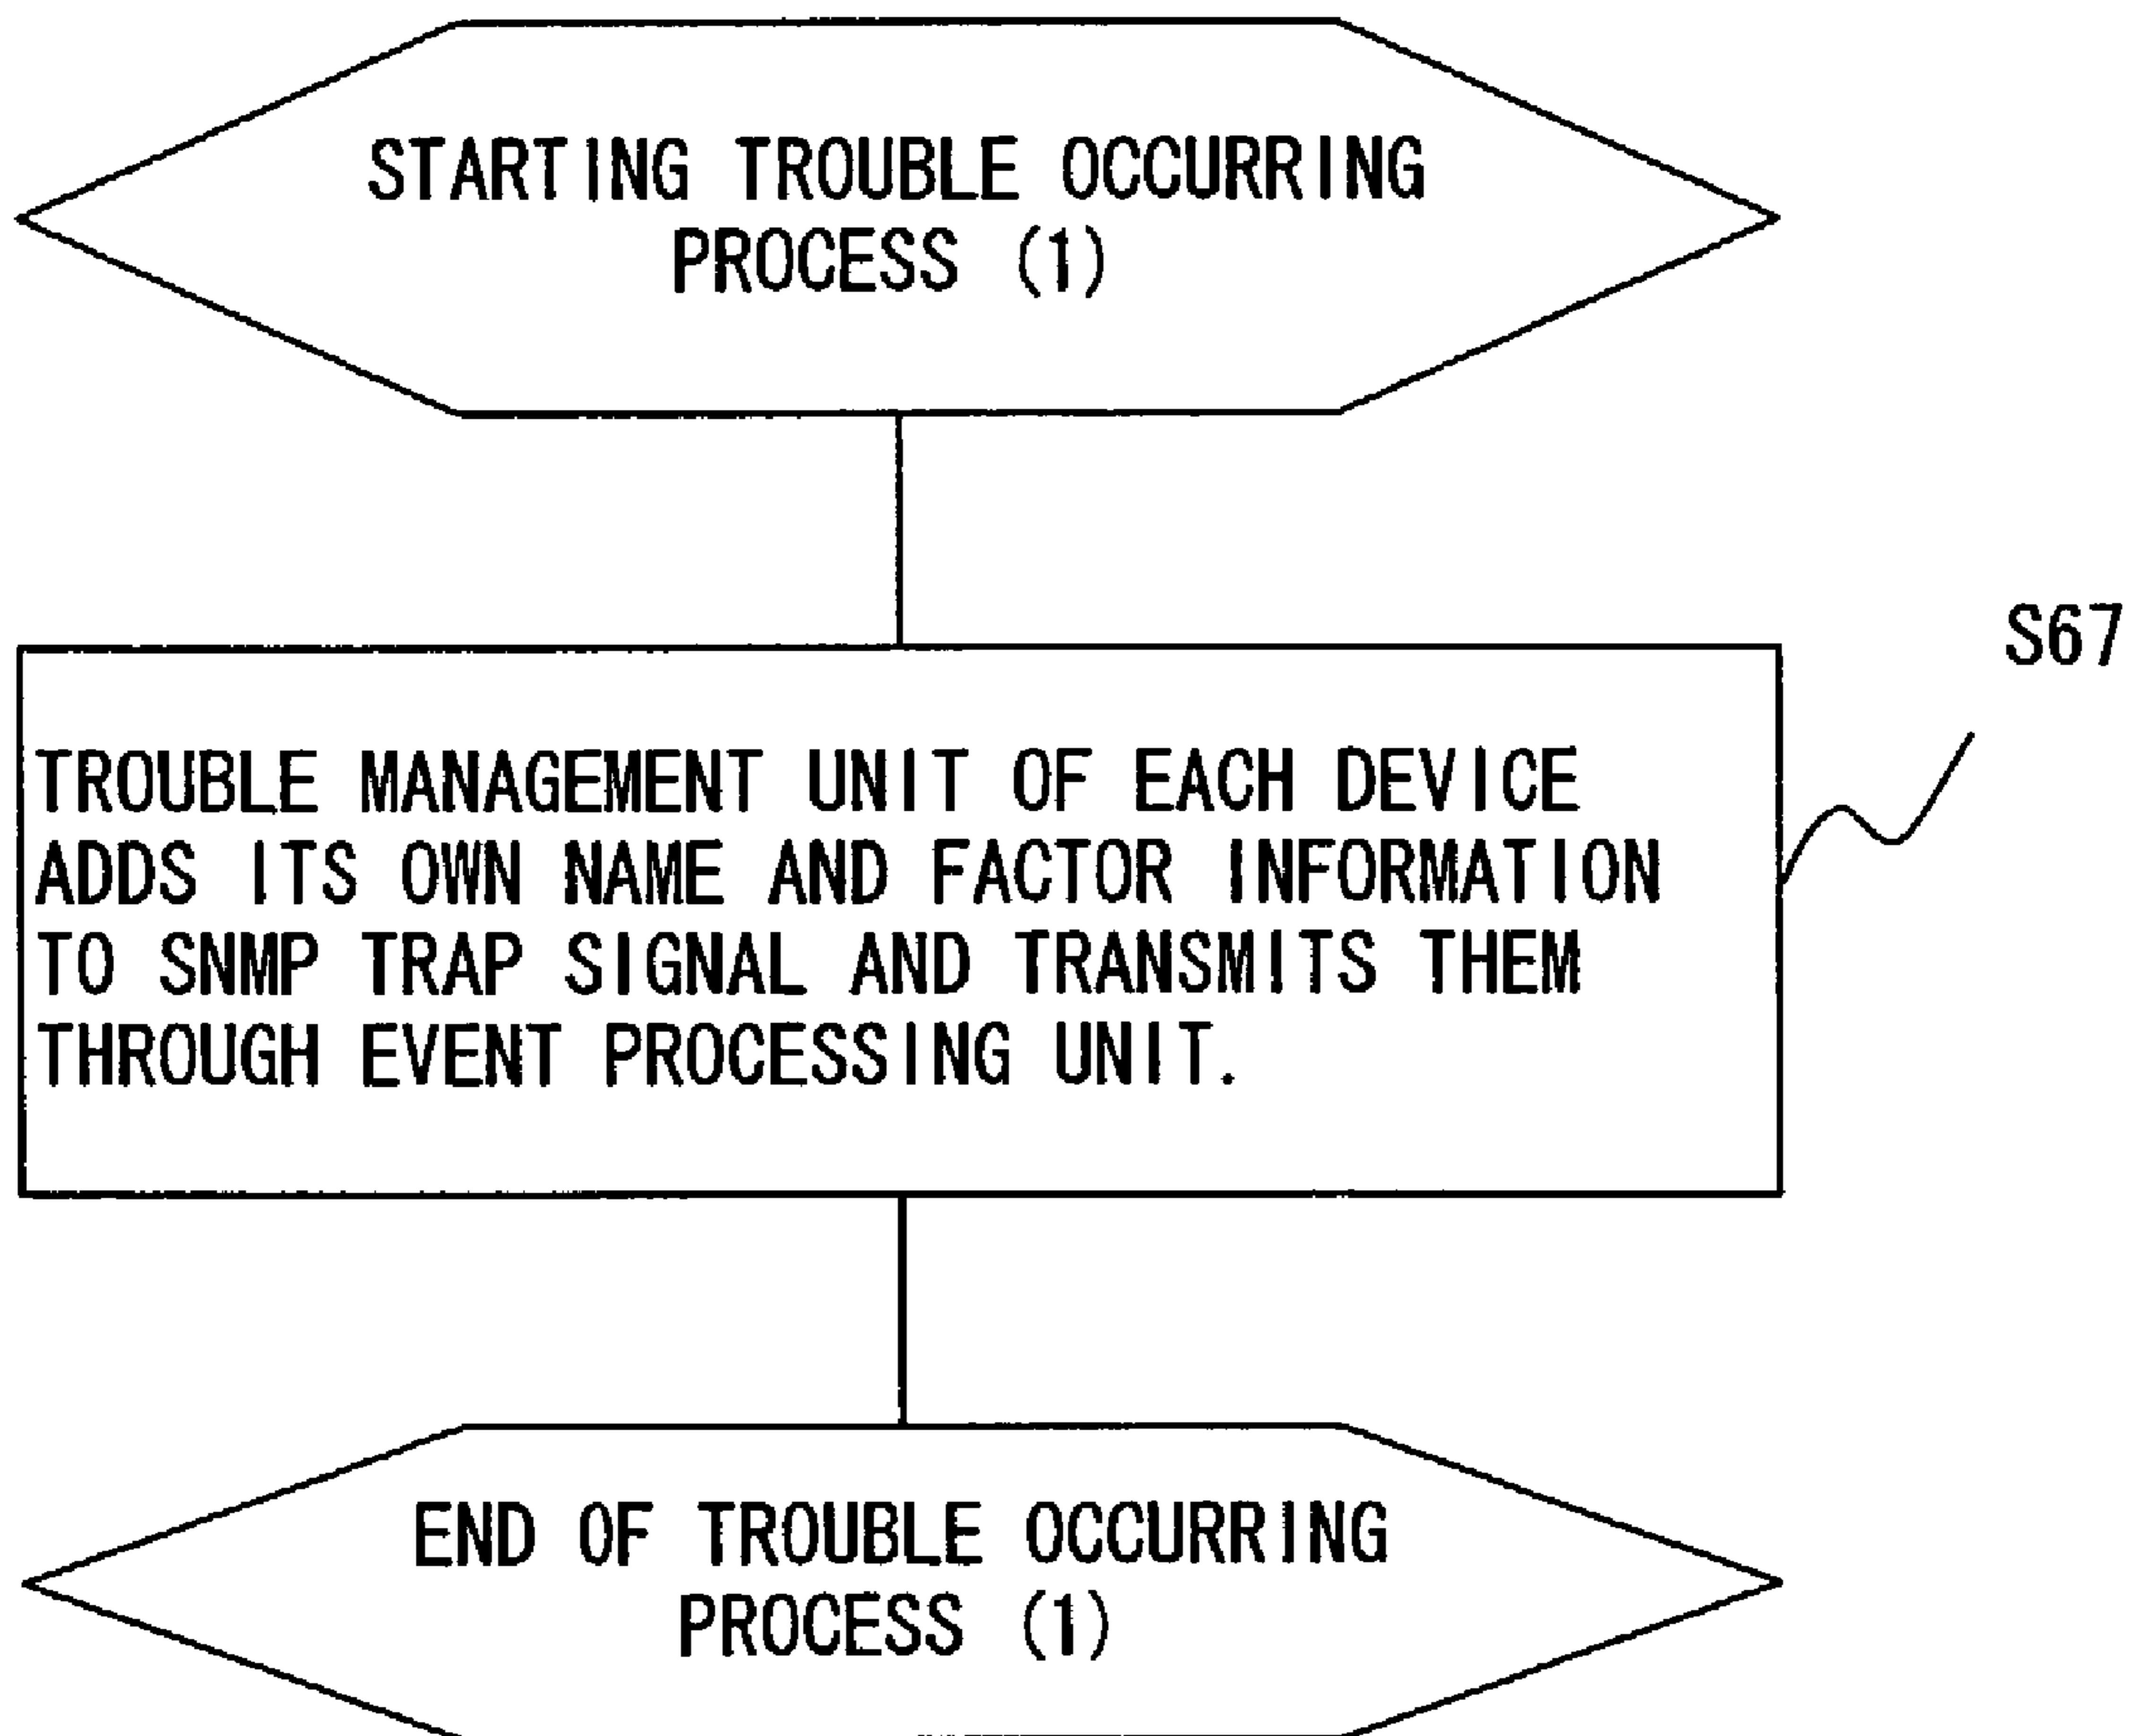 STARTING TROUBLE OCCURRING
PROCESS (1)
S67
TROUBLE MANAGEMENT UNIT OF EACH DEVICE
ADDS ITS OWN NAME AND FACTOR INFORMATION
TO SNMP TRAP SIGNAL AND TRANSMITS THEM
THROUGH EVENT PROCESSING UNIT.
END OF TROUBLE OCCURRING
PROCESS (1)